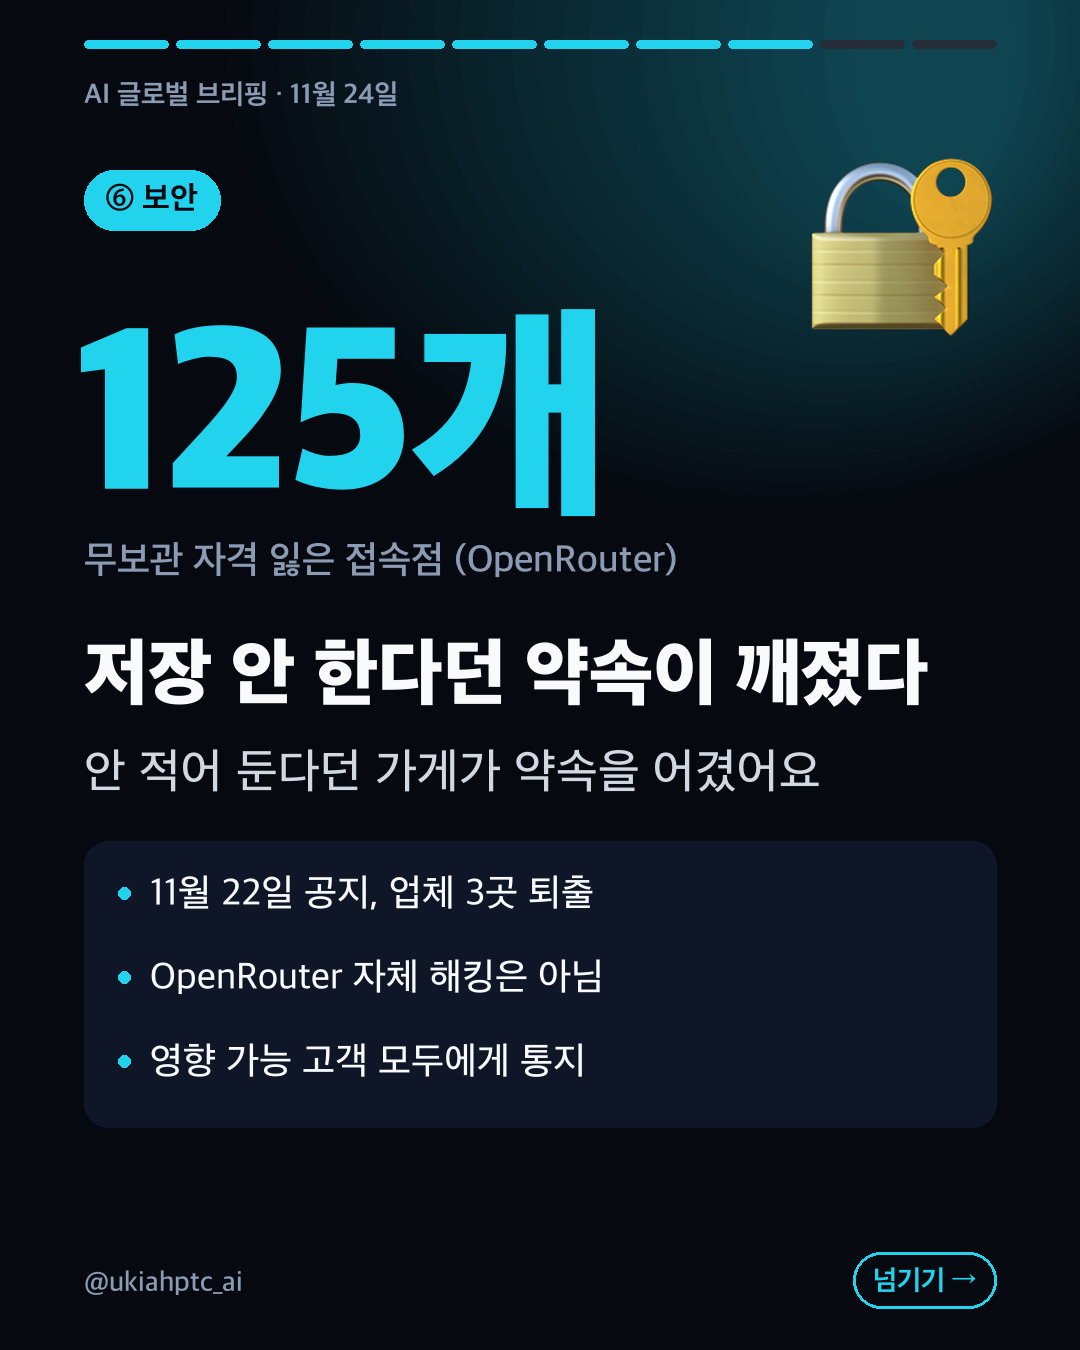 AI 글로벌 브리핑 · 11월 24일
⑥ 보안
125개
무보관 자격 잃은 접속점 (OpenRouter)
저장 안 한다던 약속이 깨졌다
안 적어 둔다던 가게가 약속을 어겼어요
• 11월 22일 공지, 업체 3곳 퇴출
• OpenRouter 자체 해킹은 아님
• 영향 가능 고객 모두에게 통지
@ukiahptc_ai
넘기기 →